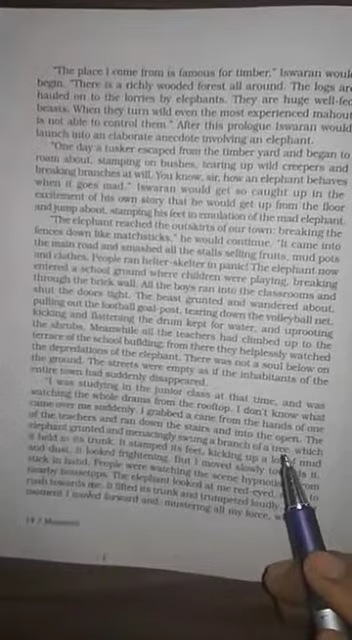 "The place I come from is famous for timber," Iswaran would
begin. "There is a richly wooded forest all around. The logs are
hauled on to the lorries by elephants. They are huge well-fed
beasts. When they turn wild even the most experienced mahout
is not able to control them." After this prologue Iswaran would
launch into an elaborate anecdote involving an elephant.
"One day a tusker escaped from the timber yard and began to
roam about, stamping on bushes, tearing up wild creepers and
breaking branches at will. You know, sir, how an elephant behaves
when it goes mad." Iswaran would get so caught up in the
excitement of his own story that he would get up from the floor
and jump about, stamping his feet in emulation of the mad elephant.
"The elephant reached the outskirts of our town; breaking the
fences down like matchsticks," he would continue. "It came into
the main road and smashed all the stalls selling fruits, mud pots
and clothes. People ran helter-skelter in panic! The elephant now
entered a school ground where children were playing, breaking
through the brick wall. All the boys ran into the classrooms and
shut the doors tight. The beast grunted and wandered about,
pulling out the football goal-post, tearing down the volleyball net,
kicking and flattening the drum kept for water, and uprooting
the shrubs. Meanwhile all the teachers had climbed up to the
terrace of the school building; from there they helplessly watched
the depredations of the elephant. There was not a soul below on
the ground. The streets were empty as if the inhabitants of the
entire town had suddenly disappeared.
"I was studying in the junior class at that time, and was
watching the whole drama from the rooftop. I don't know what
came over me suddenly. I grabbed a cane from the hands of one
of the teachers and ran down the stairs and into the open. The
elephant grunted and menacingly swung a branch of a tree which
it held in its trunk. It stamped its feet, kicking up a lot of mud
and dust. It looked frightening. But I moved slowly it,
stick in hand. People were watching the scene from
nearby housetops. The elephant looked at me red-eyed, to
rush towards me. It lifted its trunk and trumpeted loudly.
moment I moved forward and, mustering all my force,
14 / Moments